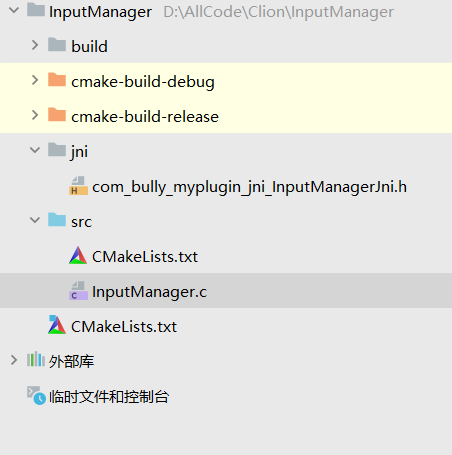 InputManager D:\AllCode\Clion\InputManager
build
cmake-build-debug
cmake-build-release
jni
com_bully_myplugin_jni_InputManagerJni.h
src
CMakeLists.txt
InputManager.c
CMakeLists.txt
外部库
临时文件和控制台